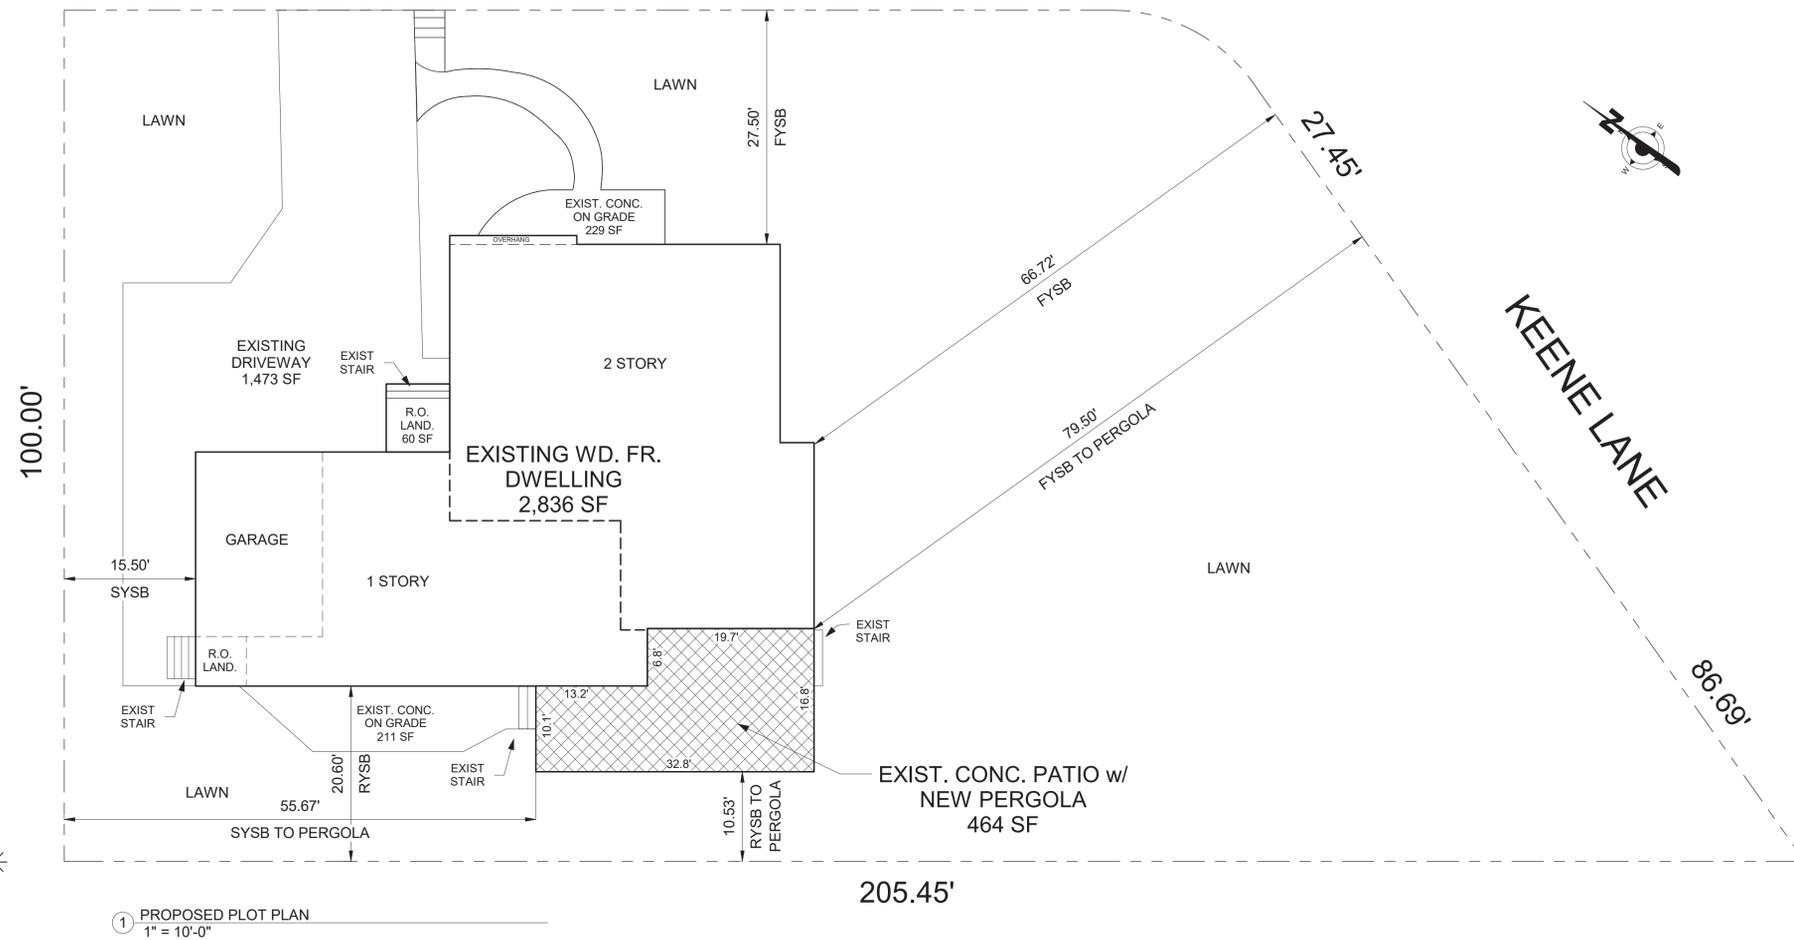 LAWN
LAWN
27.50'
FYSB
27.45'
N
E
W
EXIST. CONC.
ON GRADE
229 SF
OVERHANG
66.72'
FYSB
KEENE LANE
EXISTING
DRIVEWAY
1,473 SF
EXIST
STAIR
2 STORY
100.00'
R.O.
LAND.
60 SF
79.50'
FYSB TO PERGOLA
EXISTING WD. FR.
DWELLING
2,836 SF
GARAGE
15.50'
SYSB
1 STORY
LAWN
R.O.
LAND.
19.7'
6.8'
EXIST
STAIR
EXIST
STAIR
EXIST. CONC.
ON GRADE
211 SF
13.2'
10.1'
16.8'
86.69'
20.60'
RYSB
EXIST
STAIR
32.8'
EXIST. CONC. PATIO w/
NEW PERGOLA
464 SF
LAWN
55.67'
SYSB TO PERGOLA
10.53'
RYSB TO
PERGOLA
205.45'
1 PROPOSED PLOT PLAN
1" = 10'-0"